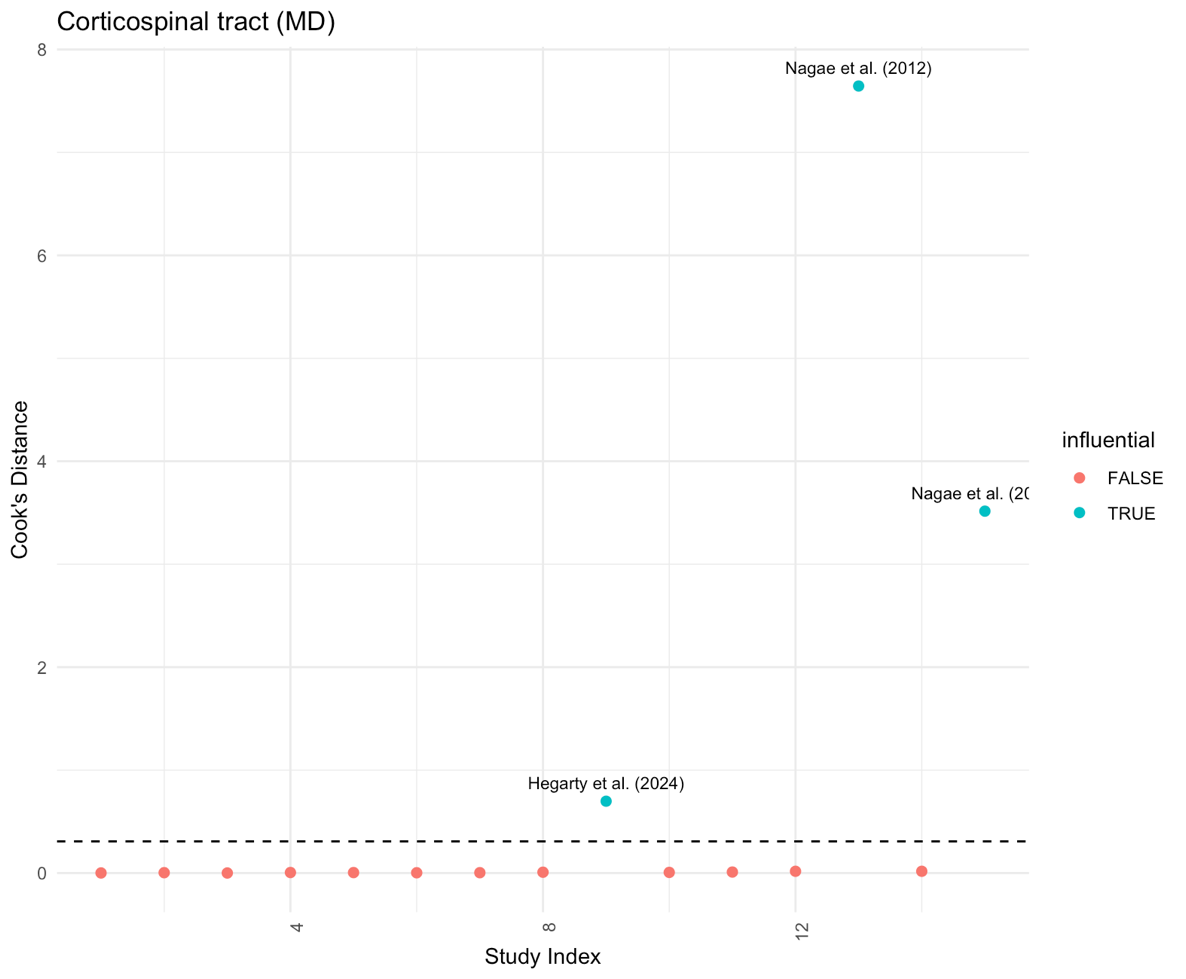 Corticospinal tract (MD)
8
Nagae et al. (2012)
6
Cook's Distance
4
Nagae et al. (20
influential
FALSE
TRUE
2
Hegarty et al. (2024)
0
4
8
12
Study Index